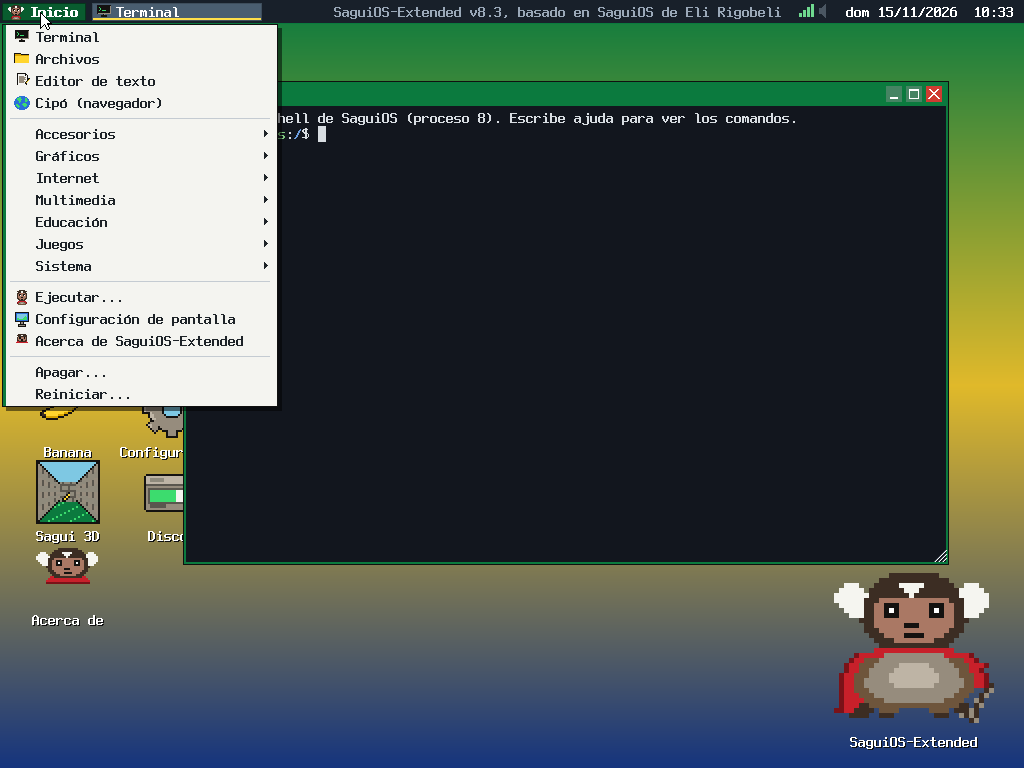 Inicio
Terminal
SaguiOS-Extended v8.3, basado en SaguiOS de Eli Rigobeli
dom 15/11/2026
10:33
Terminal
Archivos
Editor de texto
Cipó (navegador)
Accesorios
Gráficos
Internet
Multimedia
Educación
Juegos
Sistema
Ejecutar...
Configuración de pantalla
Acerca de SaguiOS-Extended
Apagar...
Reiniciar...
hell de SaguiOS (proceso 8). Escribe ayuda para ver los comandos.
s:/$
Banana
Configur
Sagui 3D
Disco
Acerca de
SaguiOS-Extended